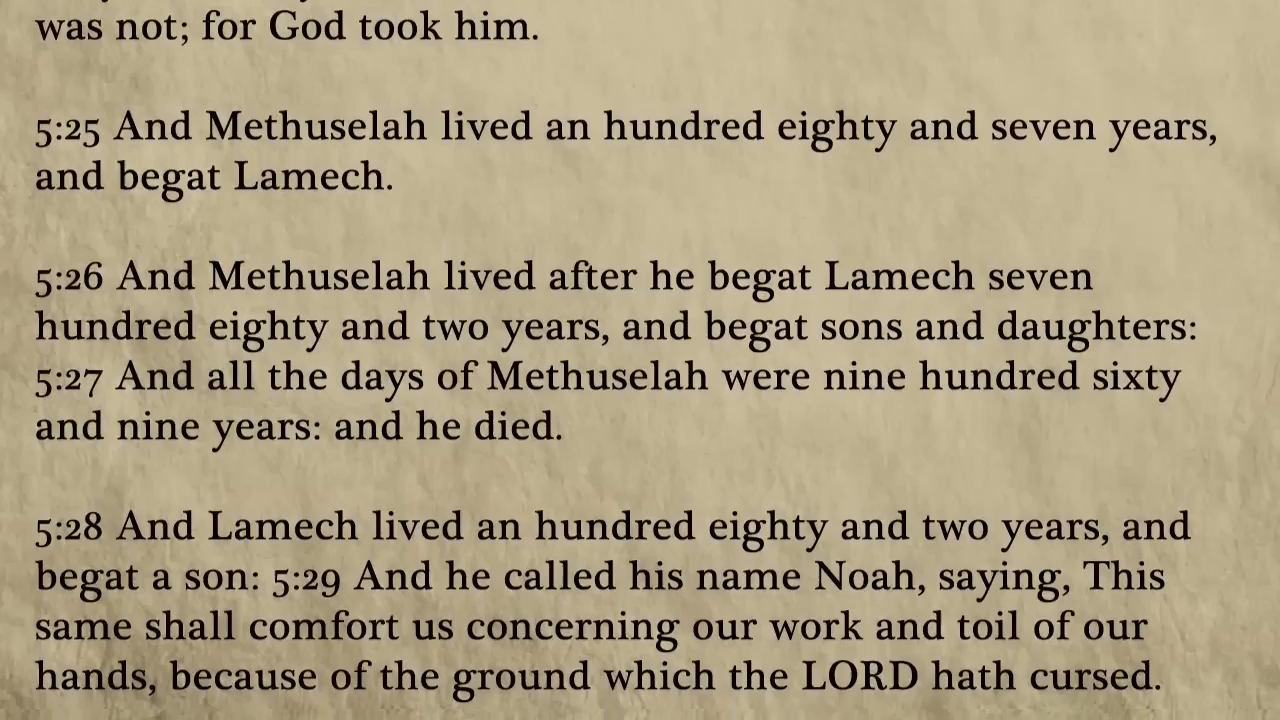 was not; for God took him.
5:25 And Methuselah lived an hundred eighty and seven years,
and begat Lamech.
5:26 And Methuselah lived after he begat Lamech seven
hundred eighty and two years, and begat sons and daughters:
5:27 And all the days of Methuselah were nine hundred sixty
and nine years: and he died.
5:28 And Lamech lived an hundred eighty and two years, and
begat a son: 5:29 And he called his name Noah, saying, This
same shall comfort us concerning our work and toil of our
hands, because of the ground which the LORD hath cursed.